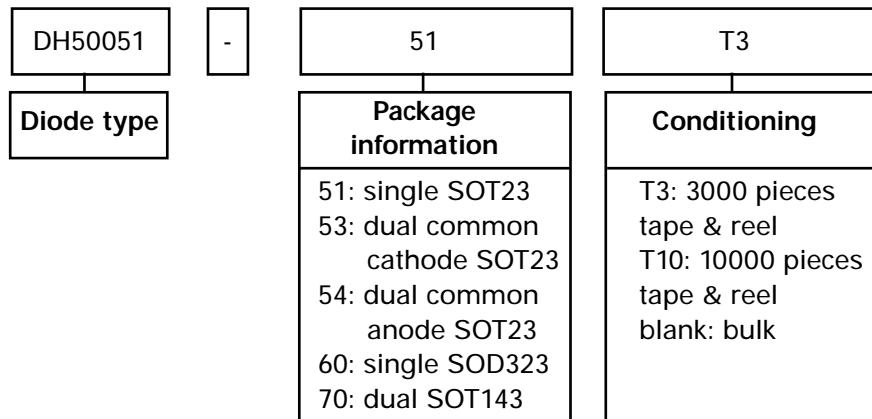 DH50051 - 51 T3
Diode type
Package
information
Conditioning
51: single SOT23
53: dual common
cathode SOT23
54: dual common
anode SOT23
60: single SOD323
70: dual SOT143
T3: 3000 pieces
tape & reel
T10: 10000 pieces
tape & reel
blank: bulk